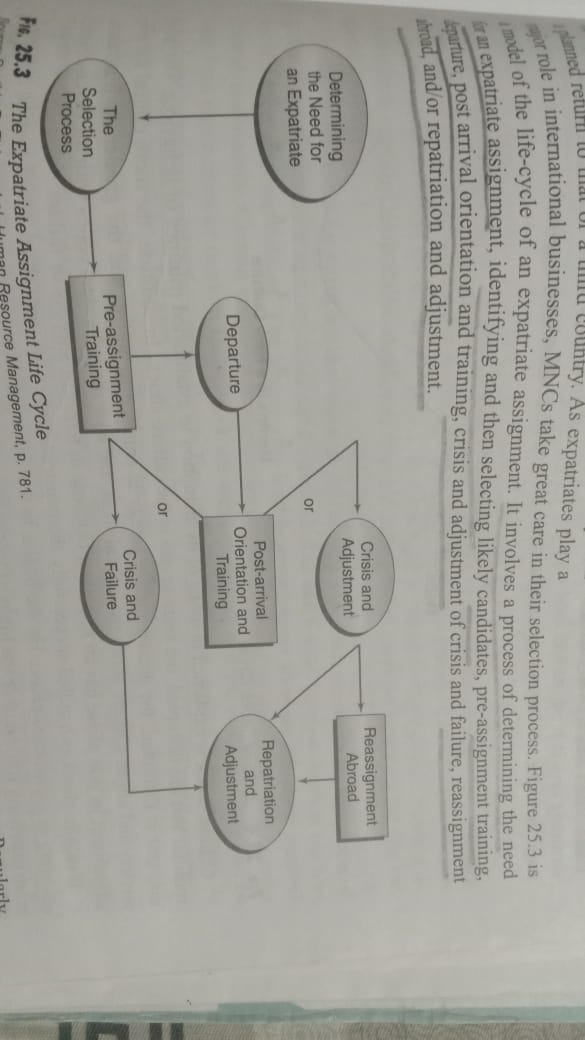 planned return to that or a third country. As expatriates play a
major role in international businesses, MNCs take great care in their selection process. Figure 25.3 is
a model of the life-cycle of an expatriate assignment. It involves a process of determining the need
for an expatriate assignment, identifying and then selecting likely candidates, pre-assignment training,
departure, post arrival orientation and training, crisis and adjustment of crisis and failure, reassignment
abroad, and/or repatriation and adjustment.
Determining
the Need for
an Expatriate
The
Selection
Process
Pre-assignment
Training
Departure
Post-arrival
Orientation and
Training
or
Crisis and
Adjustment
or
Crisis and
Failure
Reassignment
Abroad
Repatriation
and
Adjustment
FIG. 25.3 The Expatriate Assignment Life Cycle
Human Resource Management, p. 781.